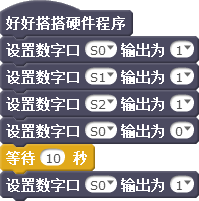 好好搭搭硬件程序
设置数字口 S0 输出为 1
设置数字口 S1 输出为 1
设置数字口 S2 输出为 1
设置数字口 S0 输出为 0
等待 10 秒
设置数字口 S0 输出为 1